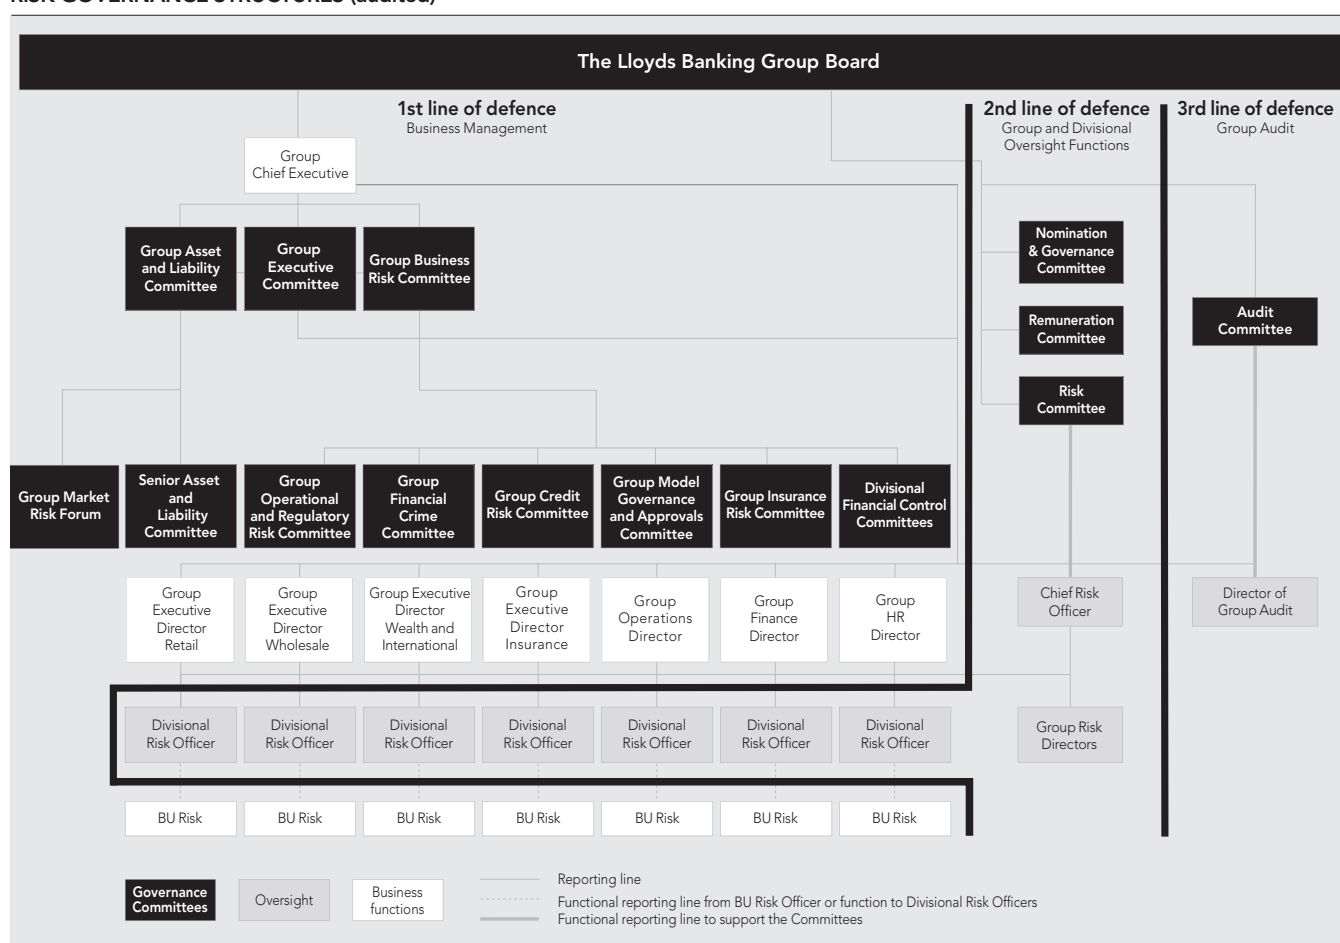 RISK GOVERNANCE STRUCTURES (audited)
The Lloyds Banking Group Board
1st line of defence
Business Management
2nd line of defence
Group and Divisional
Oversight Functions
3rd line of defence
Group Audit
Group
Chief Executive
Group Asset
and Liability
Committee
Group
Executive
Committee
Group Business
Risk Committee
Nomination
& Governance
Committee
Remuneration
Committee
Risk
Committee
Audit
Committee
Group Market
Risk Forum
Senior Asset
and
Liability
Committee
Group
Operational
and Regulatory
Risk Committee
Group
Financial
Crime
Committee
Group Credit
Risk Committee
Group Model
Governance
and Approvals
Committee
Group Insurance
Risk Committee
Divisional
Financial Control
Committees
Group
Executive
Director
Retail
Group
Executive
Director
Wholesale
Group Executive
Director
Wealth and
International
Group
Executive
Director
Insurance
Group
Operations
Director
Group
Finance
Director
Group
HR
Director
Chief Risk
Officer
Director of
Group Audit
Divisional
Risk Officer
Divisional
Risk Officer
Divisional
Risk Officer
Divisional
Risk Officer
Divisional
Risk Officer
Divisional
Risk Officer
Divisional
Risk Officer
Group Risk
Directors
BU Risk
BU Risk
BU Risk
BU Risk
BU Risk
BU Risk
BU Risk
Governance
Committees
Oversight
Business
functions
Reporting line
Functional reporting line from BU Risk Officer or function to Divisional Risk Officers
Functional reporting line to support the Committees